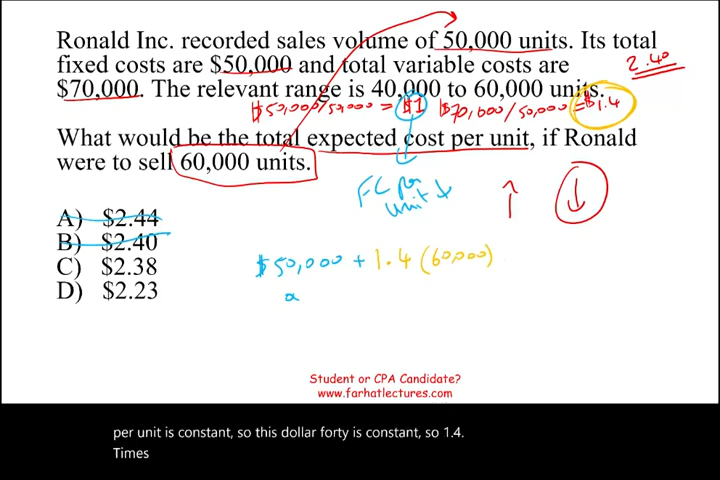 Ronald Inc. recorded sales volume of 50,000 units. Its total
fixed costs are $50,000 and total variable costs are
2.40
$70,000. The relevant range is 40,000 to 60,000 units.
$50,000/50,000 = $1 $70,000/50,000 = $1.4
What would be the total expected cost per unit, if Ronald
were to sell 60,000 units.
FC per
unit ↓
↑ ↓
A) $2.44
B) $2.40
C) $2.38
D) $2.23
$50,000 + 1.4 (60,000)
a
Student or CPA Candidate?
www.farhatlectures.com
per unit is constant, so this dollar forty is constant, so 1.4.
Times